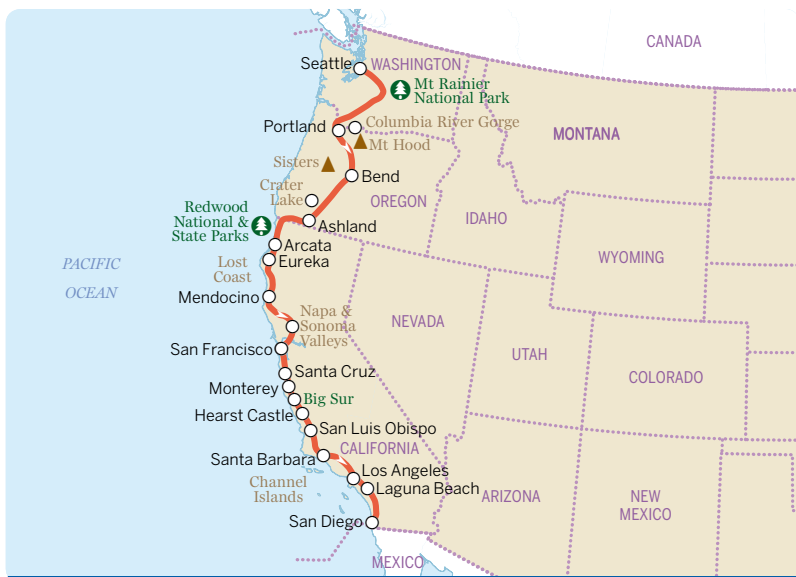 CANADA
Seattle
WASHINGTON
Mt Rainier
National Park
Portland
Columbia River Gorge
Mt Hood
MONTANA
Sisters
Bend
Crater
Lake
OREGON
IDAHO
Redwood
National &
State Parks
Ashland
Arcata
Eureka
Lost
Coast
WYOMING
PACIFIC
OCEAN
Mendocino
Napa &
Sonoma
Valleys
NEVADA
San Francisco
UTAH
Santa Cruz
COLORADO
Monterey
Big Sur
Hearst Castle
San Luis Obispo
CALIFORNIA
Santa Barbara
Los Angeles
Channel
Islands
Laguna Beach
ARIZONA
NEW
MEXICO
San Diego
MEXICO